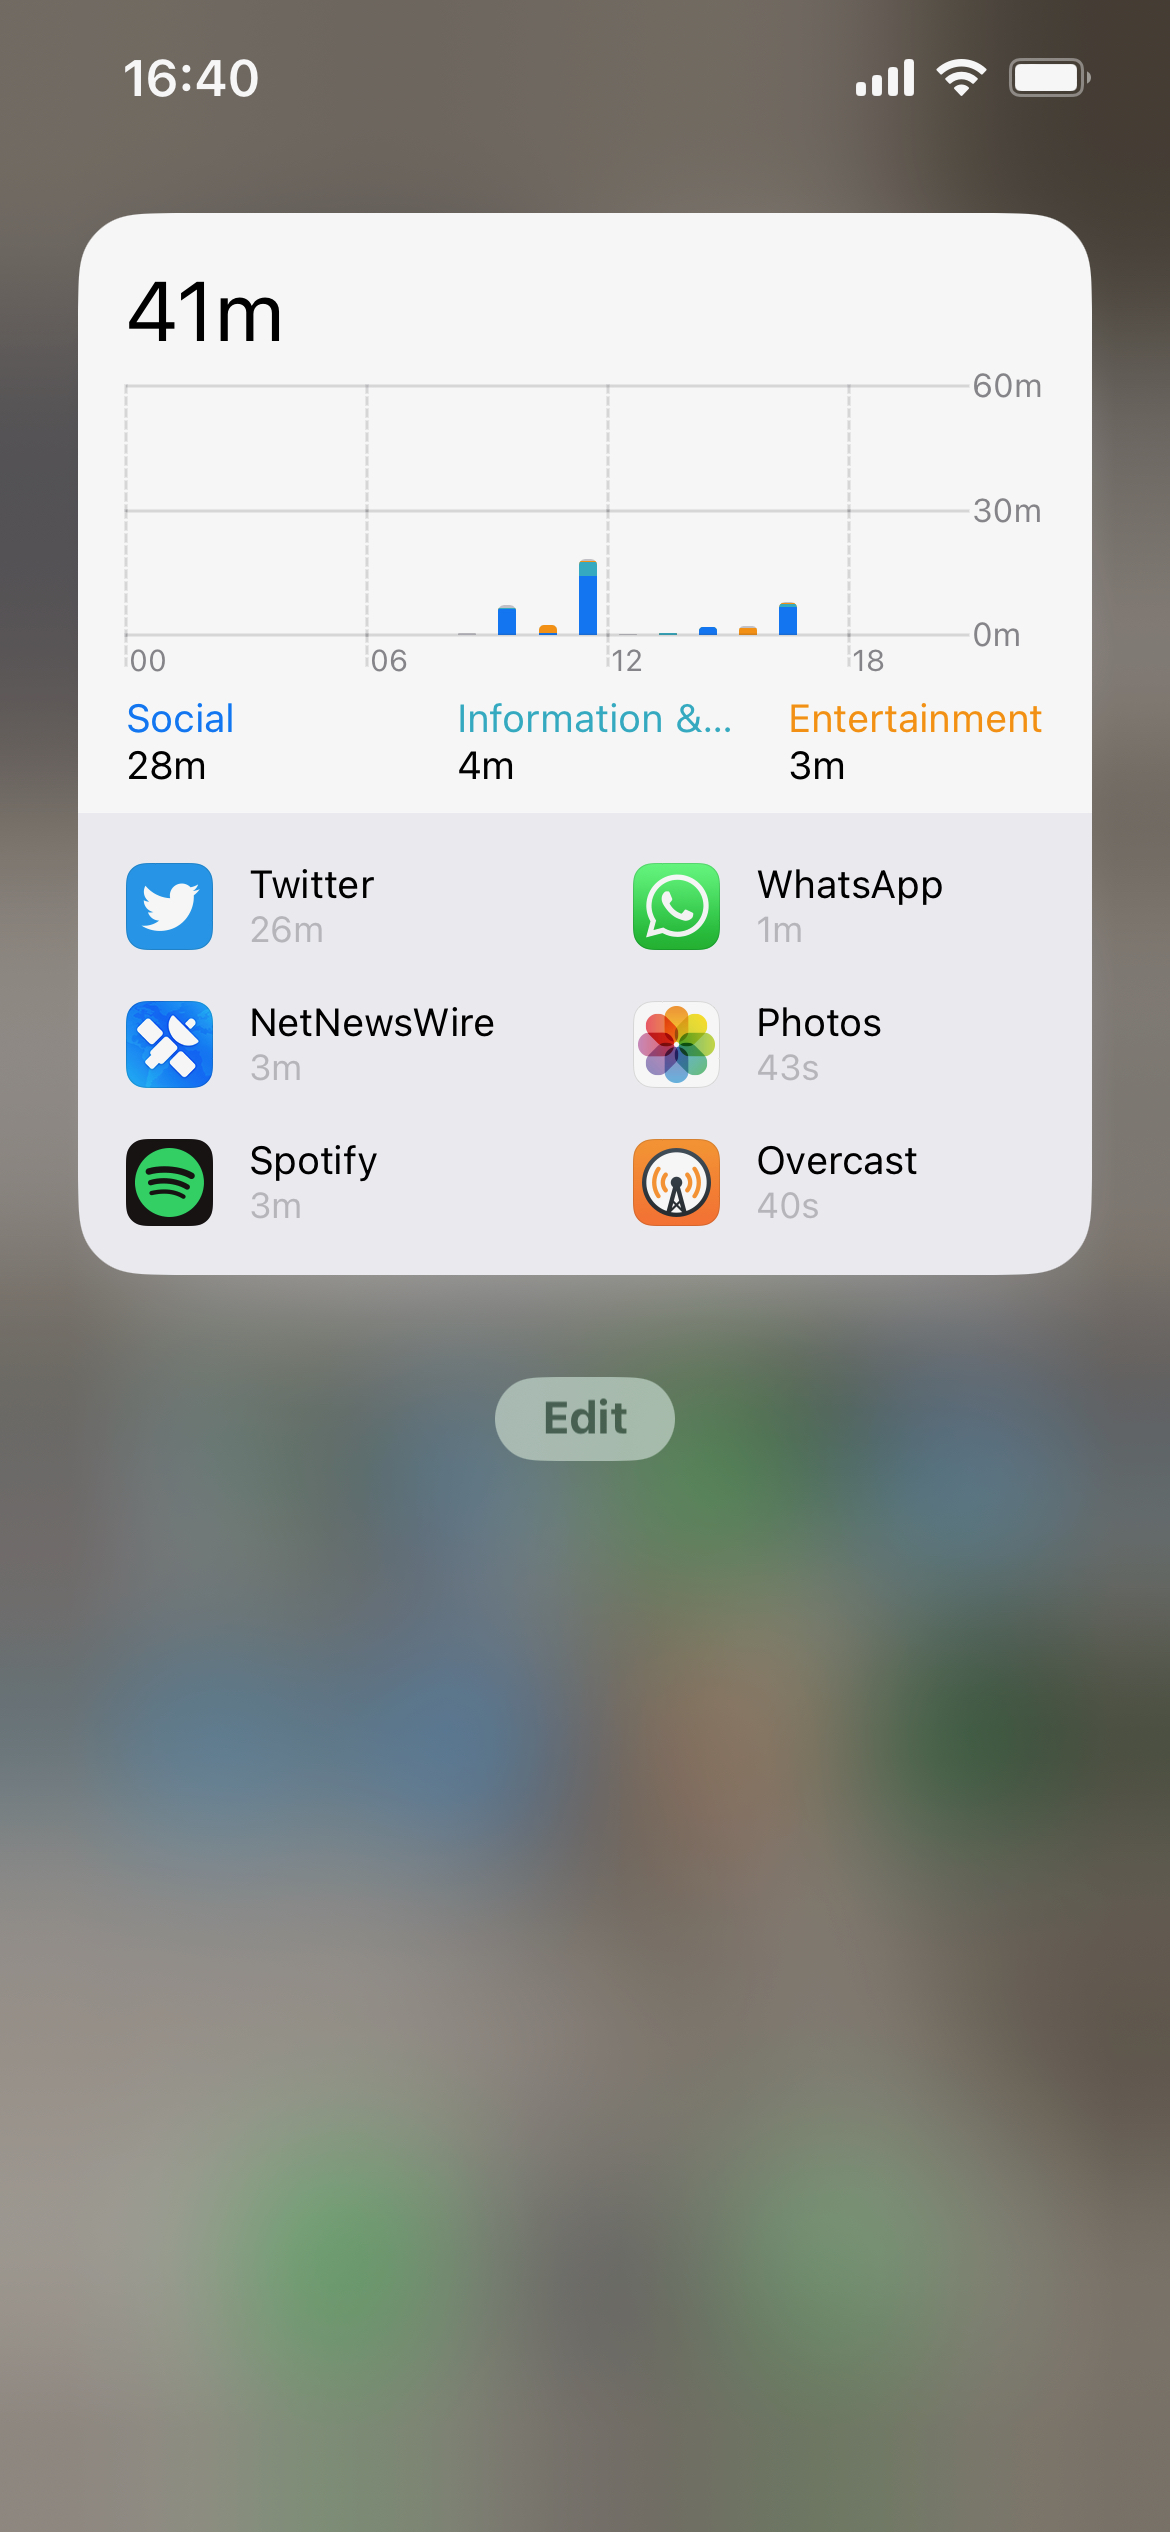 16:40
41m
60m
30m
0m
00 06 12 18
Social Information &... Entertainment
28m 4m 3m
Twitter
26m
WhatsApp
1m
NetNewsWire
3m
Photos
43s
Spotify
3m
Overcast
40s
Edit